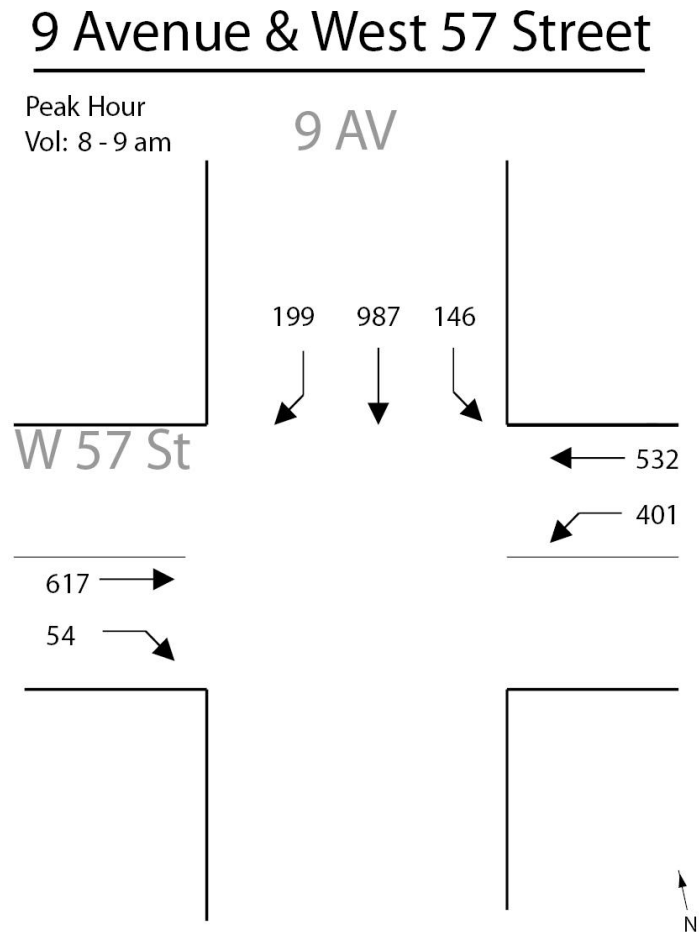 9 Avenue & West 57 Street
Peak Hour
Vol: 8 - 9 am
9 AV
199 987 146
W 57 St
532
401
617
54
N